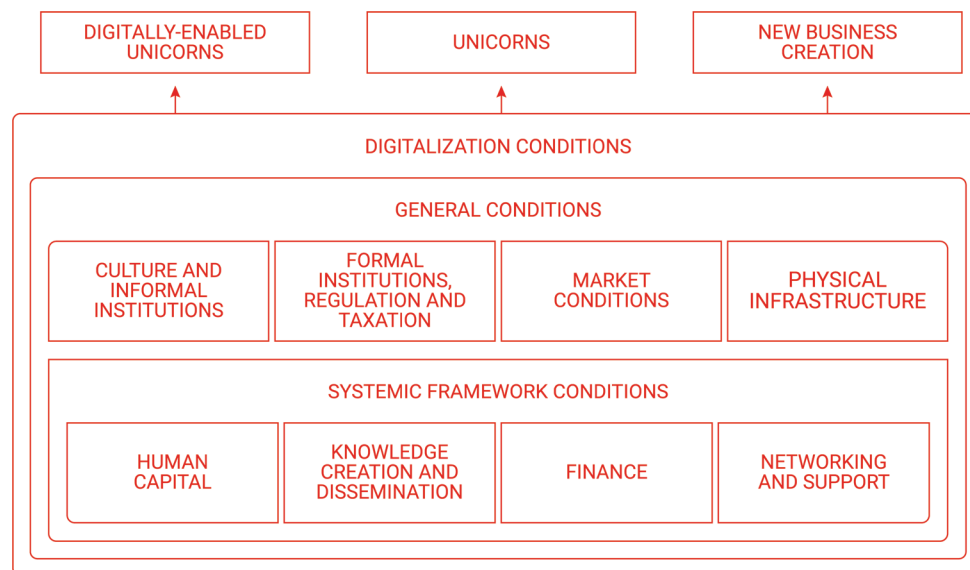 DIGITALLY-ENABLED
UNICORNS
UNICORNS
NEW BUSINESS
CREATION
DIGITALIZATION CONDITIONS
GENERAL CONDITIONS
CULTURE AND
INFORMAL
INSTITUTIONS
FORMAL
INSTITUTIONS,
REGULATION AND
TAXATION
MARKET
CONDITIONS
PHYSICAL
INFRASTRUCTURE
SYSTEMIC FRAMEWORK CONDITIONS
HUMAN
CAPITAL
KNOWLEDGE
CREATION AND
DISSEMINATION
FINANCE
NETWORKING
AND SUPPORT